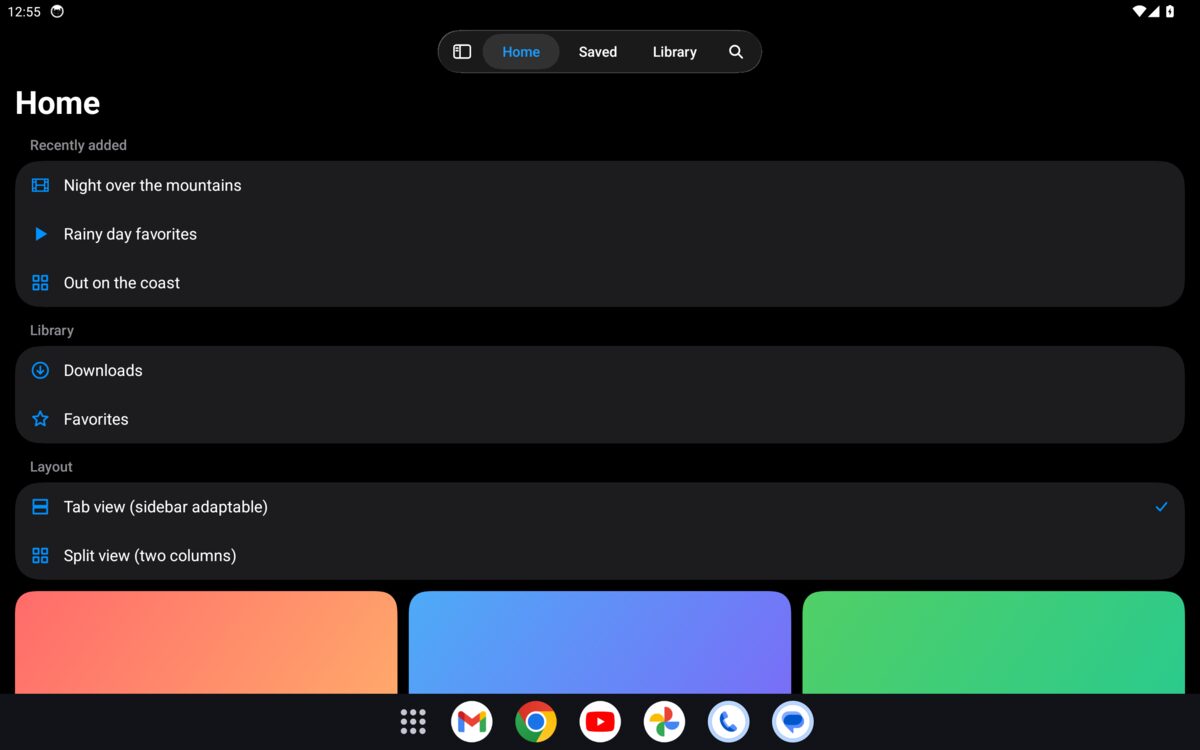 12:55
Home
Saved
Library
Home
Recently added
Night over the mountains
Rainy day favorites
Out on the coast
Library
Downloads
Favorites
Layout
Tab view (sidebar adaptable)
Split view (two columns)